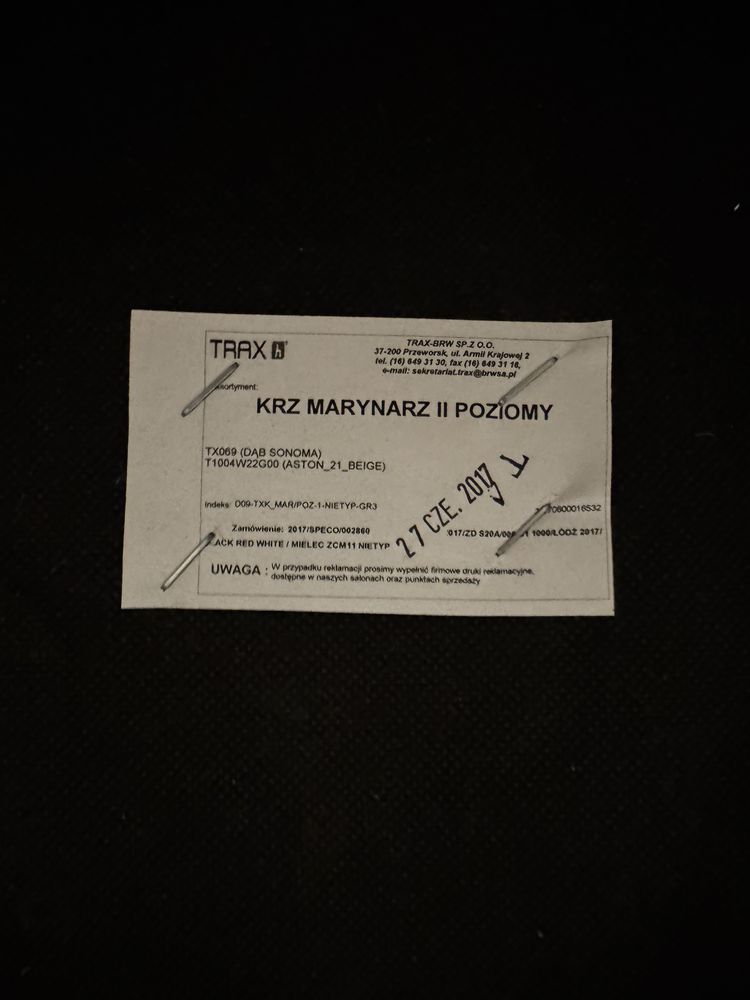 TRAX
TRAX-BRW SP.Z O.O.
37-200 Przeworsk, ul. Armii Krajowej 2
tel. (16) 649 31 30, fax (16) 649 31 16,
e-mail: sekretariat.trax@brwsa.pl
KRZ MARYNARZ II POZIOMY
TX069 (DĄB SONOMA)
T1004W22G00 (ASTON_21_BEIGE)
27 CZE. 2017
Indeks: D09-TXK_MAR/POZ-1-NIETYP-GR3
Zamówienie: 2017/SPECO/002860
RED WHITE / MIELEC ZCM11 NIETYP
UWAGA : W przypadku reklamacji prosimy wypełnić firmowe druki reklamacyjne,
dostępne w naszych salonach oraz punktach sprzedaży